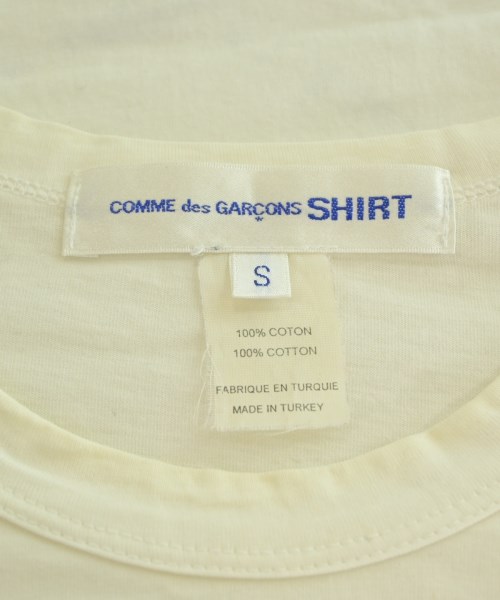 COMME des GARÇONS SHIRT
S
100% COTON
100% COTTON
FABRIQUE EN TURQUIE
MADE IN TURKEY